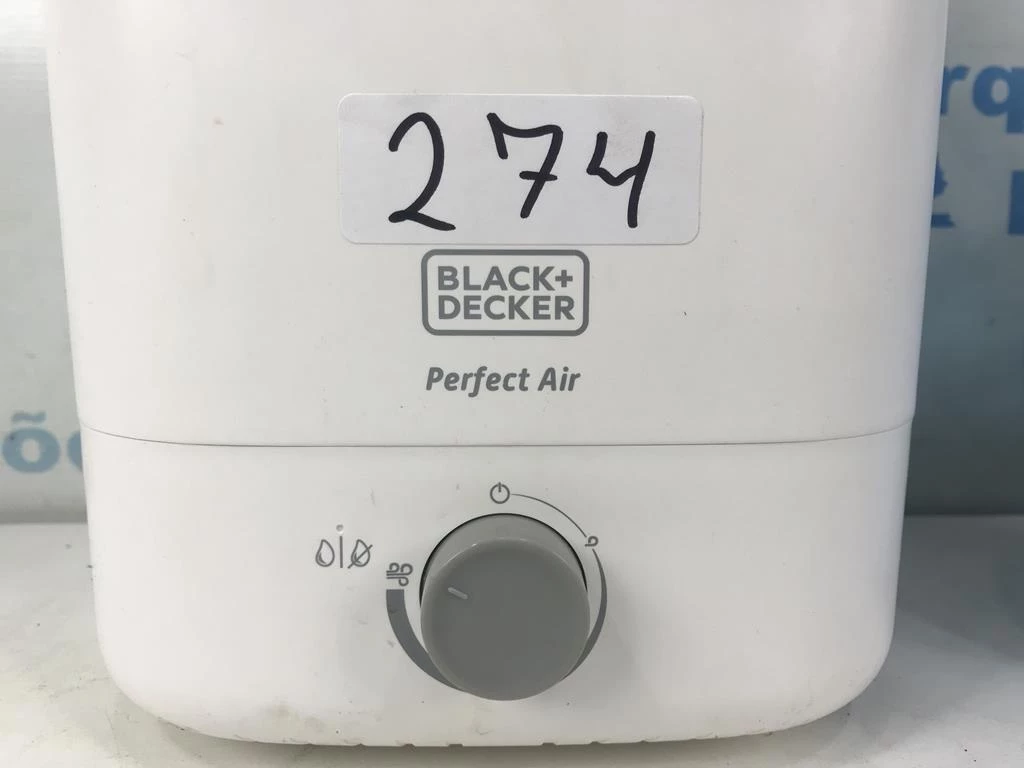 274
BLACK+
DECKER
Perfect Air